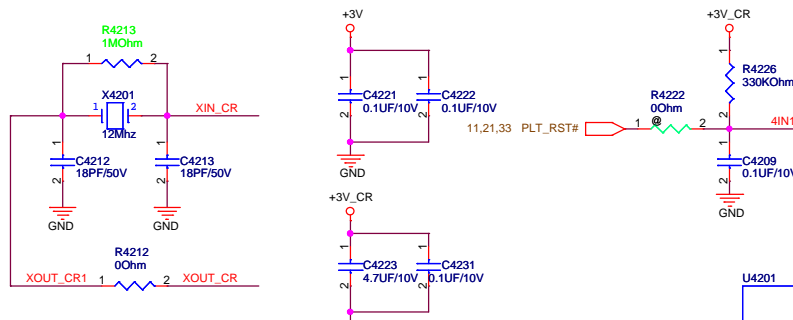 R4213
1MOhm
1
2
X4201
1
2
12Mhz
XIN_CR
1
2
C4212
18PF/50V
GND
1
2
C4213
18PF/50V
GND
R4212
0Ohm
XOUT_CR1
1
2
XOUT_CR
+3V
1
2
C4221
0.1UF/10V
1
2
C4222
0.1UF/10V
GND
+3V_CR
1
2
C4223
4.7UF/10V
1
2
C4231
0.1UF/10V
+3V_CR
1
2
R4226
330KOhm
R4222
0Ohm
@
11,21,33 PLT_RST#
1
2
4IN1
1
2
C4209
0.1UF/10V
GND
U4201